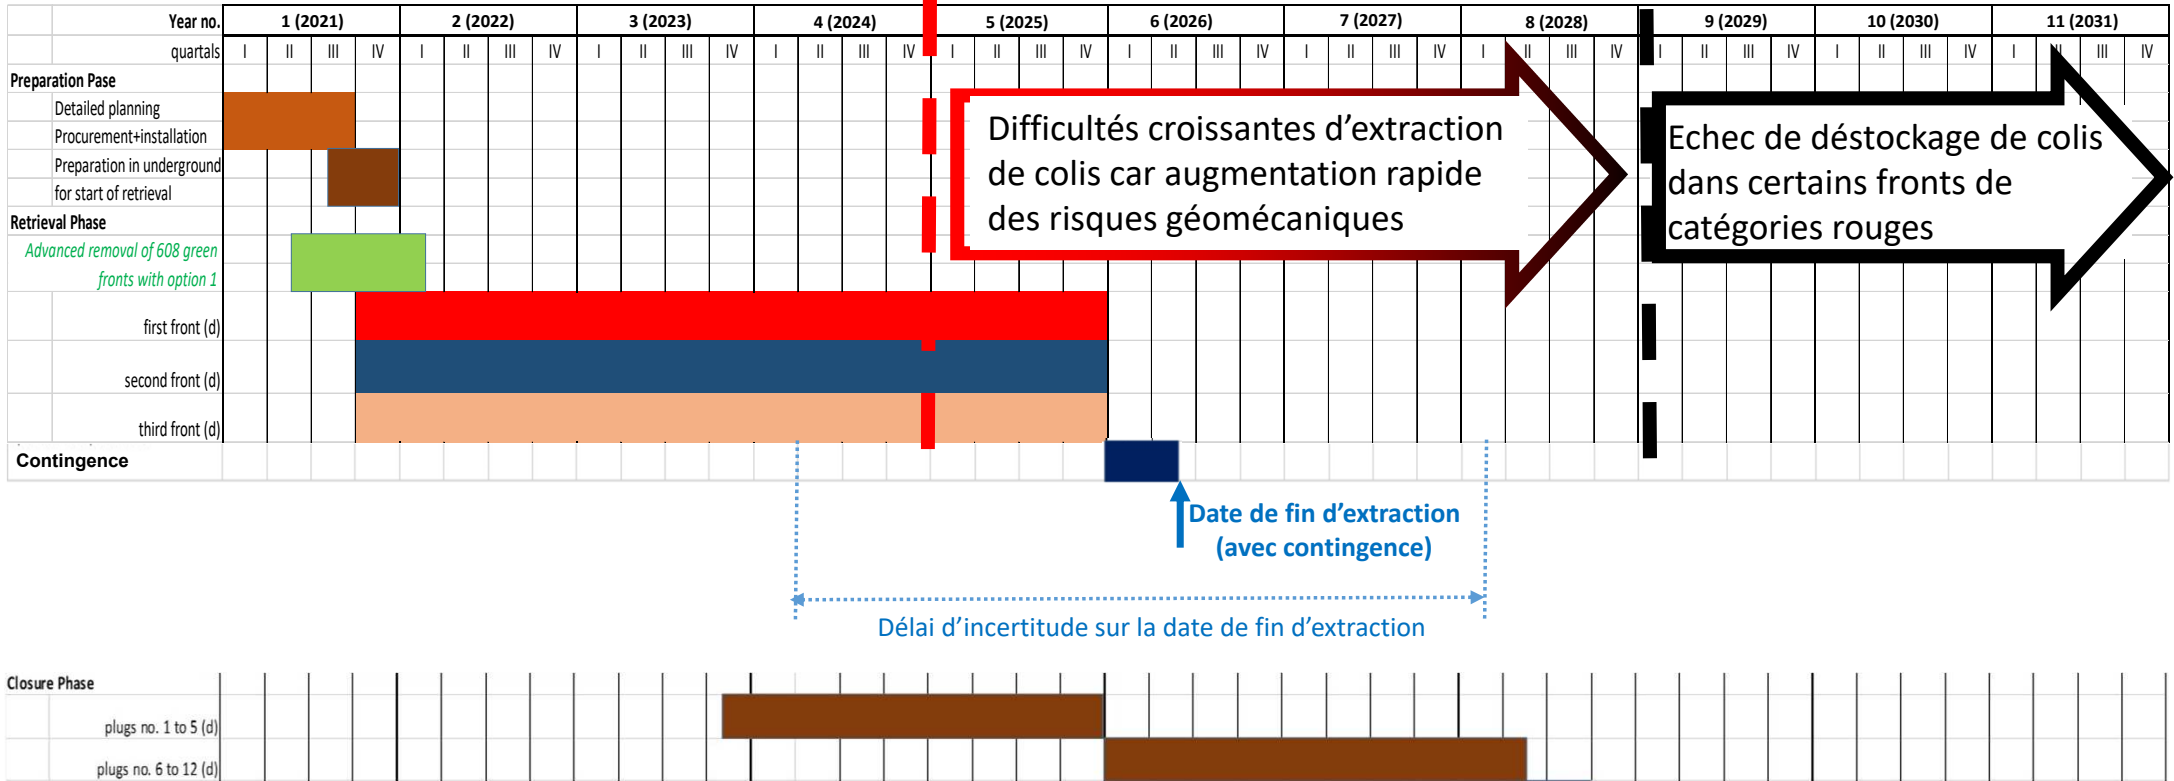 Year no. 1 (2021) 2 (2022) 3 (2023) 4 (2024) 5 (2025) 6 (2026) 7 (2027) 8 (2028) 9 (2029) 10 (2030) 11 (2031)
quartals I II III IV I II III IV I II III IV I II III IV I II III IV I II III IV I II III IV I II III IV I II III IV I II III IV I II III IV
Preparation Pase
Detailed planning
Procurement+installation
Preparation in underground
for start of retrieval
Retrieval Phase
Advanced removal of 608 green
fronts with option 1
first front (d)
second front (d)
third front (d)
Contingence
Difficultés croissantes d’extraction
de colis car augmentation rapide
des risques géomécaniques
Echec de déstockage de colis
dans certains fronts de
catégories rouges
Date de fin d’extraction
(avec contingence)
Délai d’incertitude sur la date de fin d’extraction
Closure Phase
plugs no. 1 to 5 (d)
plugs no. 6 to 12 (d)